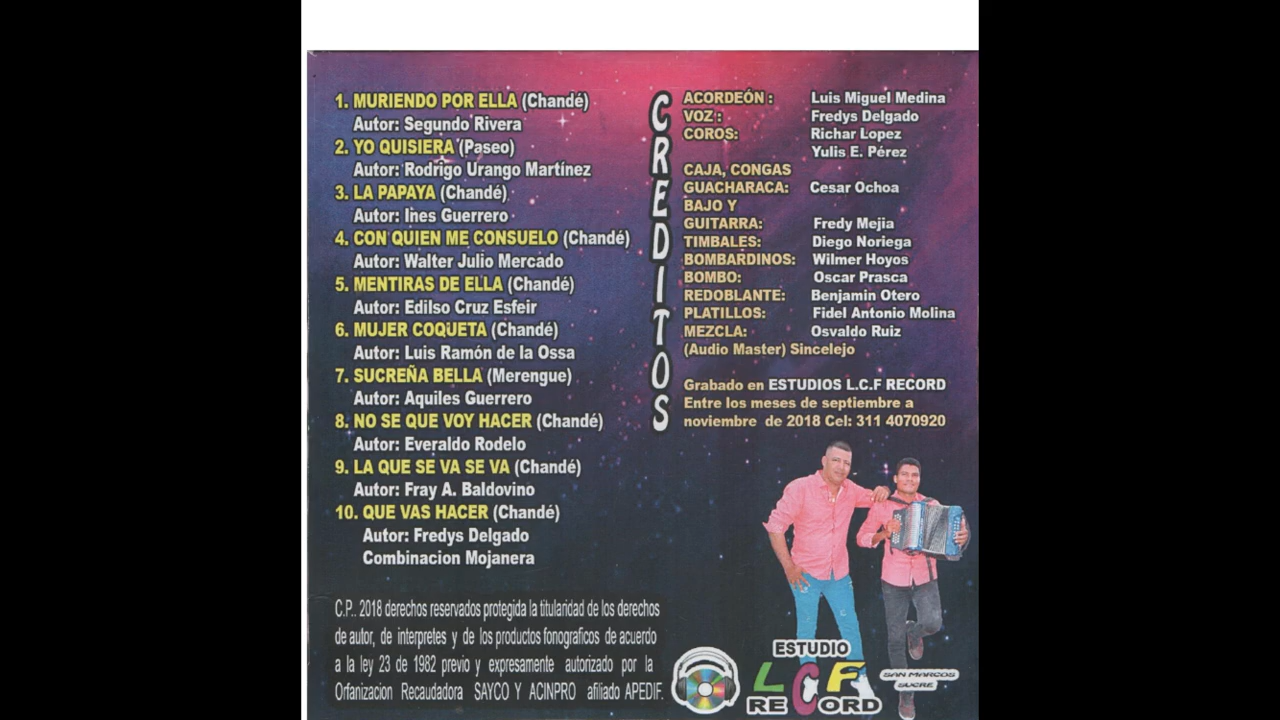 1. MURIENDO POR ELLA (Chandé)
Autor: Segundo Rivera
2. YO QUISIERA (Paseo)
Autor: Rodrigo Urango Martínez
3. LA PAPAYA (Chandé)
Autor: Ines Guerrero
4. CON QUIEN ME CONSUELO (Chandé)
Autor: Walter Julio Mercado
5. MENTIRAS DE ELLA (Chandé)
Autor: Edilso Cruz Esfeir
6. MUJER COQUETA (Chandé)
Autor: Luis Ramón de la Ossa
7. SUCREÑA BELLA (Merengue)
Autor: Aquiles Guerrero
8. NO SE QUE VOY HACER (Chandé)
Autor: Everaldo Rodelo
9. LA QUE SE VA SE VA (Chandé)
Autor: Fray A. Baldovino
10. QUE VAS HACER (Chandé)
Autor: Fredys Delgado
Combinacion Mojanera
C.P.. 2018 derechos reservados protegida la titularidad de los derechos
de autor, de interpretes y de los productos fonograficos de acuerdo
a la ley 23 de 1982 previo y expresamente autorizado por la
Orfanizacion Recaudadora SAYCO Y ACINPRO afiliado APEDIF.
CREDITOS
ACORDEÓN : Luis Miguel Medina
VOZ : Fredys Delgado
COROS: Richar Lopez
Yulis E. Pérez
CAJA, CONGAS
GUACHARACA: Cesar Ochoa
BAJO Y
GUITARRA: Fredy Mejia
TIMBALES: Diego Noriega
BOMBARDINOS: Wilmer Hoyos
BOMBO: Oscar Prasca
REDOBLANTE: Benjamin Otero
PLATILLOS: Fidel Antonio Molina
MEZCLA: Osvaldo Ruiz
(Audio Master) Sincelejo
Grabado en ESTUDIOS L.C.F RECORD
Entre los meses de septiembre a
noviembre de 2018 Cel: 311 4070920
ESTUDIO
LCF
RECORD
SAN MARCOS
SUCRE